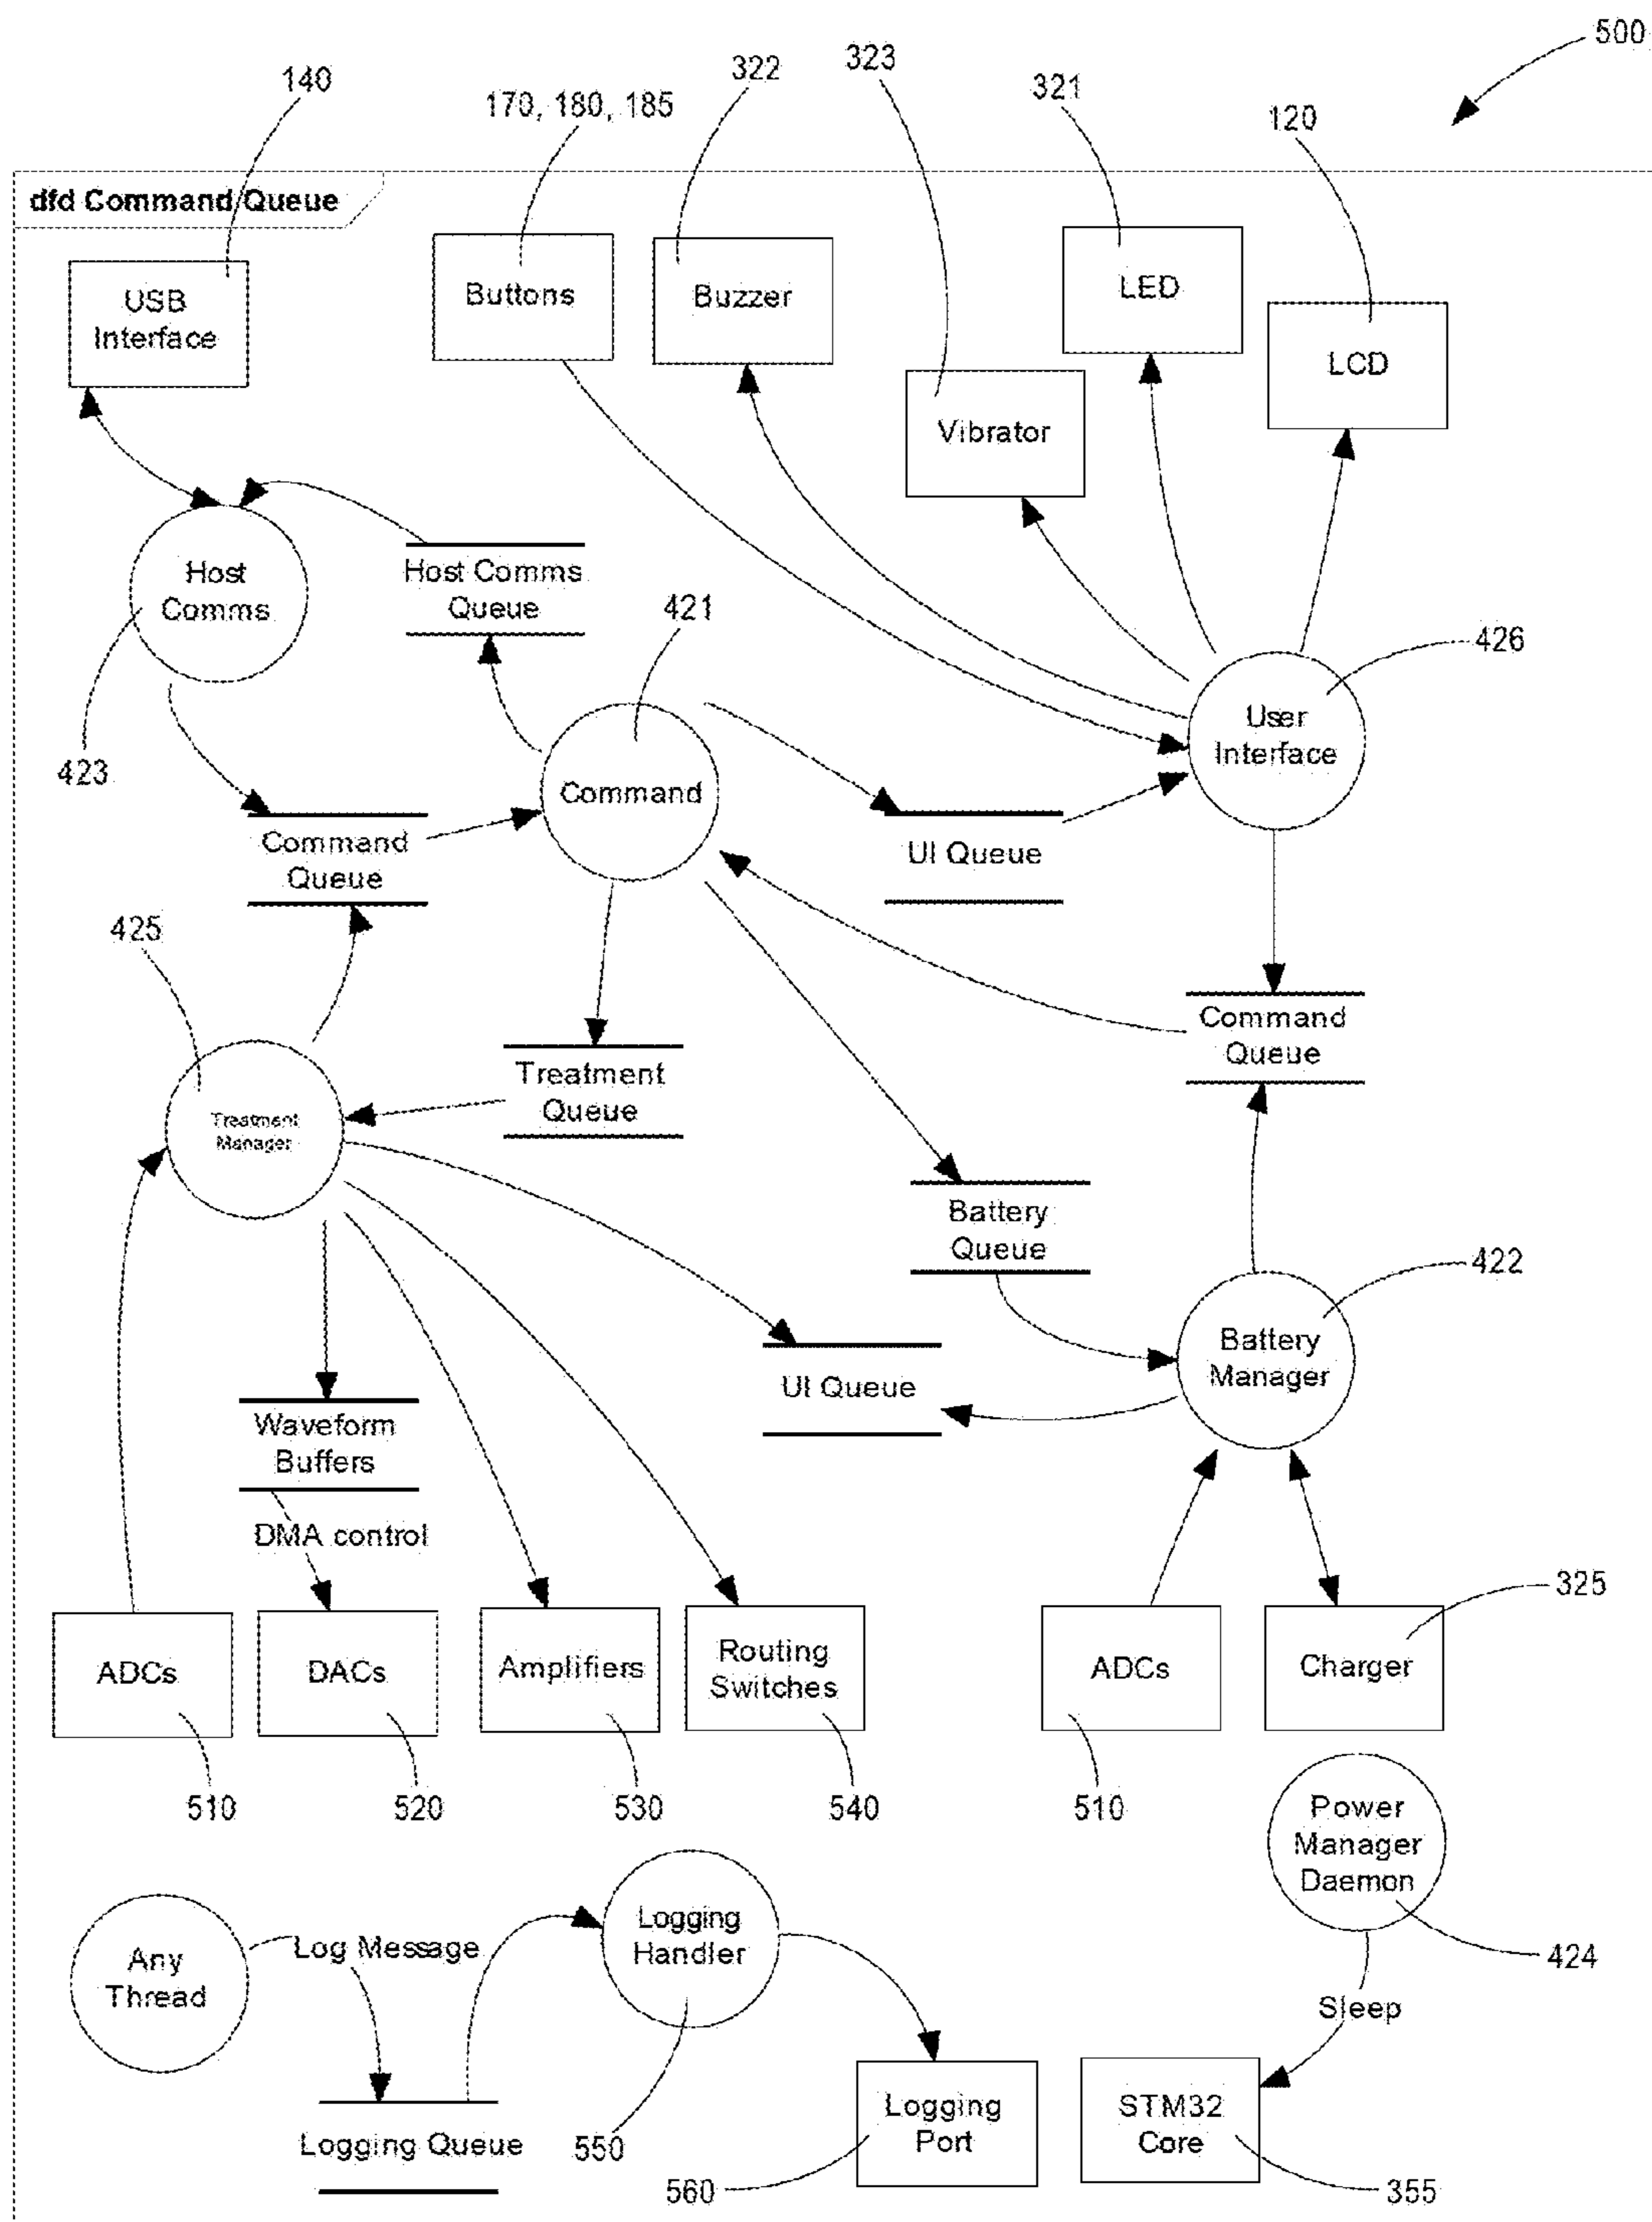 500
323
322
321
140
170, 180, 185
120
dfd Command Queue
USB
Interface
Buttons
Buzzer
LED
LCD
Vibrator
Host
Comms
Host Comms
Queue
421
426
User
Interface
423
Command
Command
Queue
UI Queue
425
Command
Queue
Treatment
Queue
Treatment
Manager
Battery
Queue
422
Battery
Manager
UI Queue
Waveform
Buffers
DMA control
325
ADCs
DACs
Amplifiers
Routing
Switches
ADCs
Charger
510
520
530
540
510
Power
Manager
Daemon
Logging
Handler
Any
Thread
Log Message
424
Sleep
Logging
Port
STM32
Core
Logging Queue
550
560
355